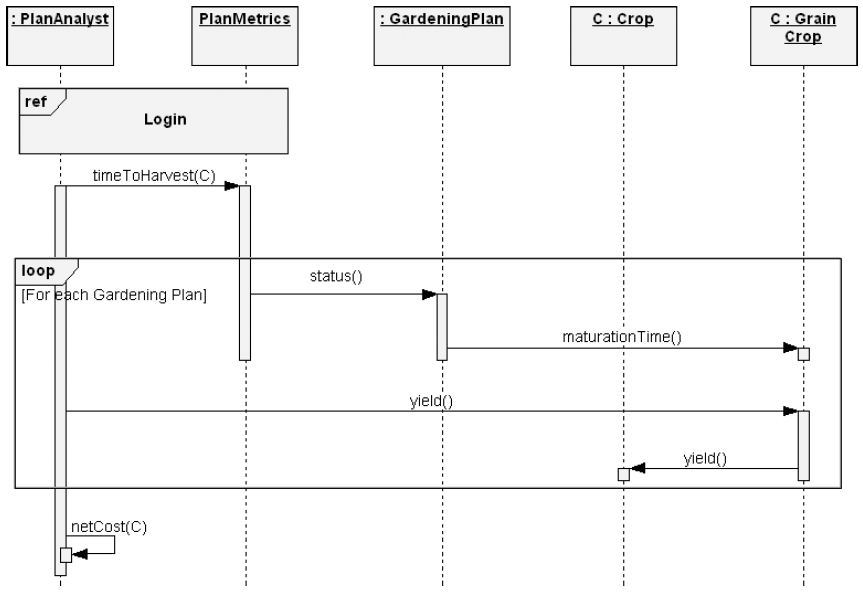 : PlanAnalyst
PlanMetrics
: GardeningPlan
C : Crop
C : Grain
Crop
ref
Login
timeToHarvest(C)
loop
[For each Gardening Plan]
status()
maturationTime()
yield()
yield()
netCost(C)